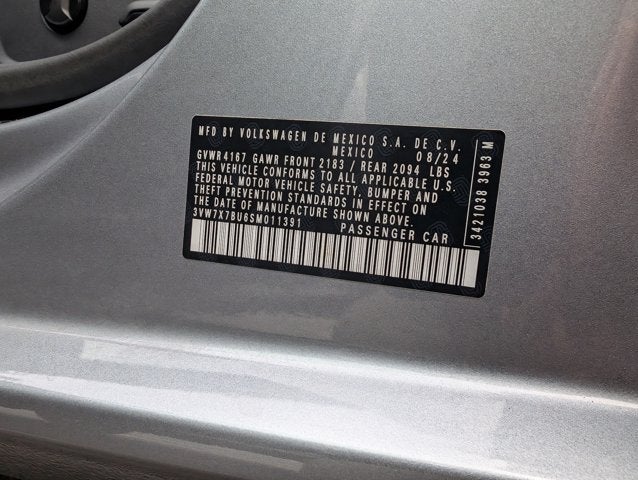 MFD BY VOLKSWAGEN DE MEXICO S.A. DE C.V.
MEXICO 08/24
GVWR4167 GAWR FRONT 2183 / REAR 2094 LBS
THIS VEHICLE CONFORMS TO ALL APPLICABLE U.S.
FEDERAL MOTOR VEHICLE SAFETY, BUMPER AND
THEFT PREVENTION STANDARDS IN EFFECT ON
THE DATE OF MANUFACTURE SHOWN ABOVE.
3VW7X7BU6SM011391 PASSENGER CAR
3421038 3963 M